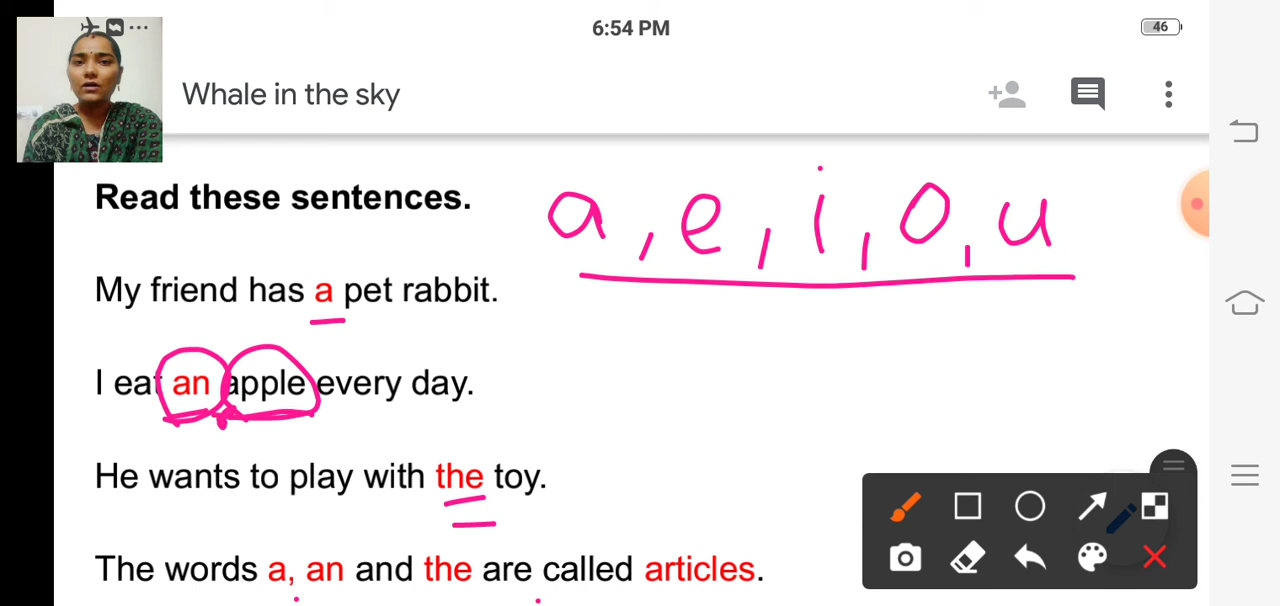 6:54 PM
46
Whale in the sky
Read these sentences.
a, e, i, o, u
My friend has a pet rabbit.
I eat an apple every day.
He wants to play with the toy.
The words a, an and the are called articles.